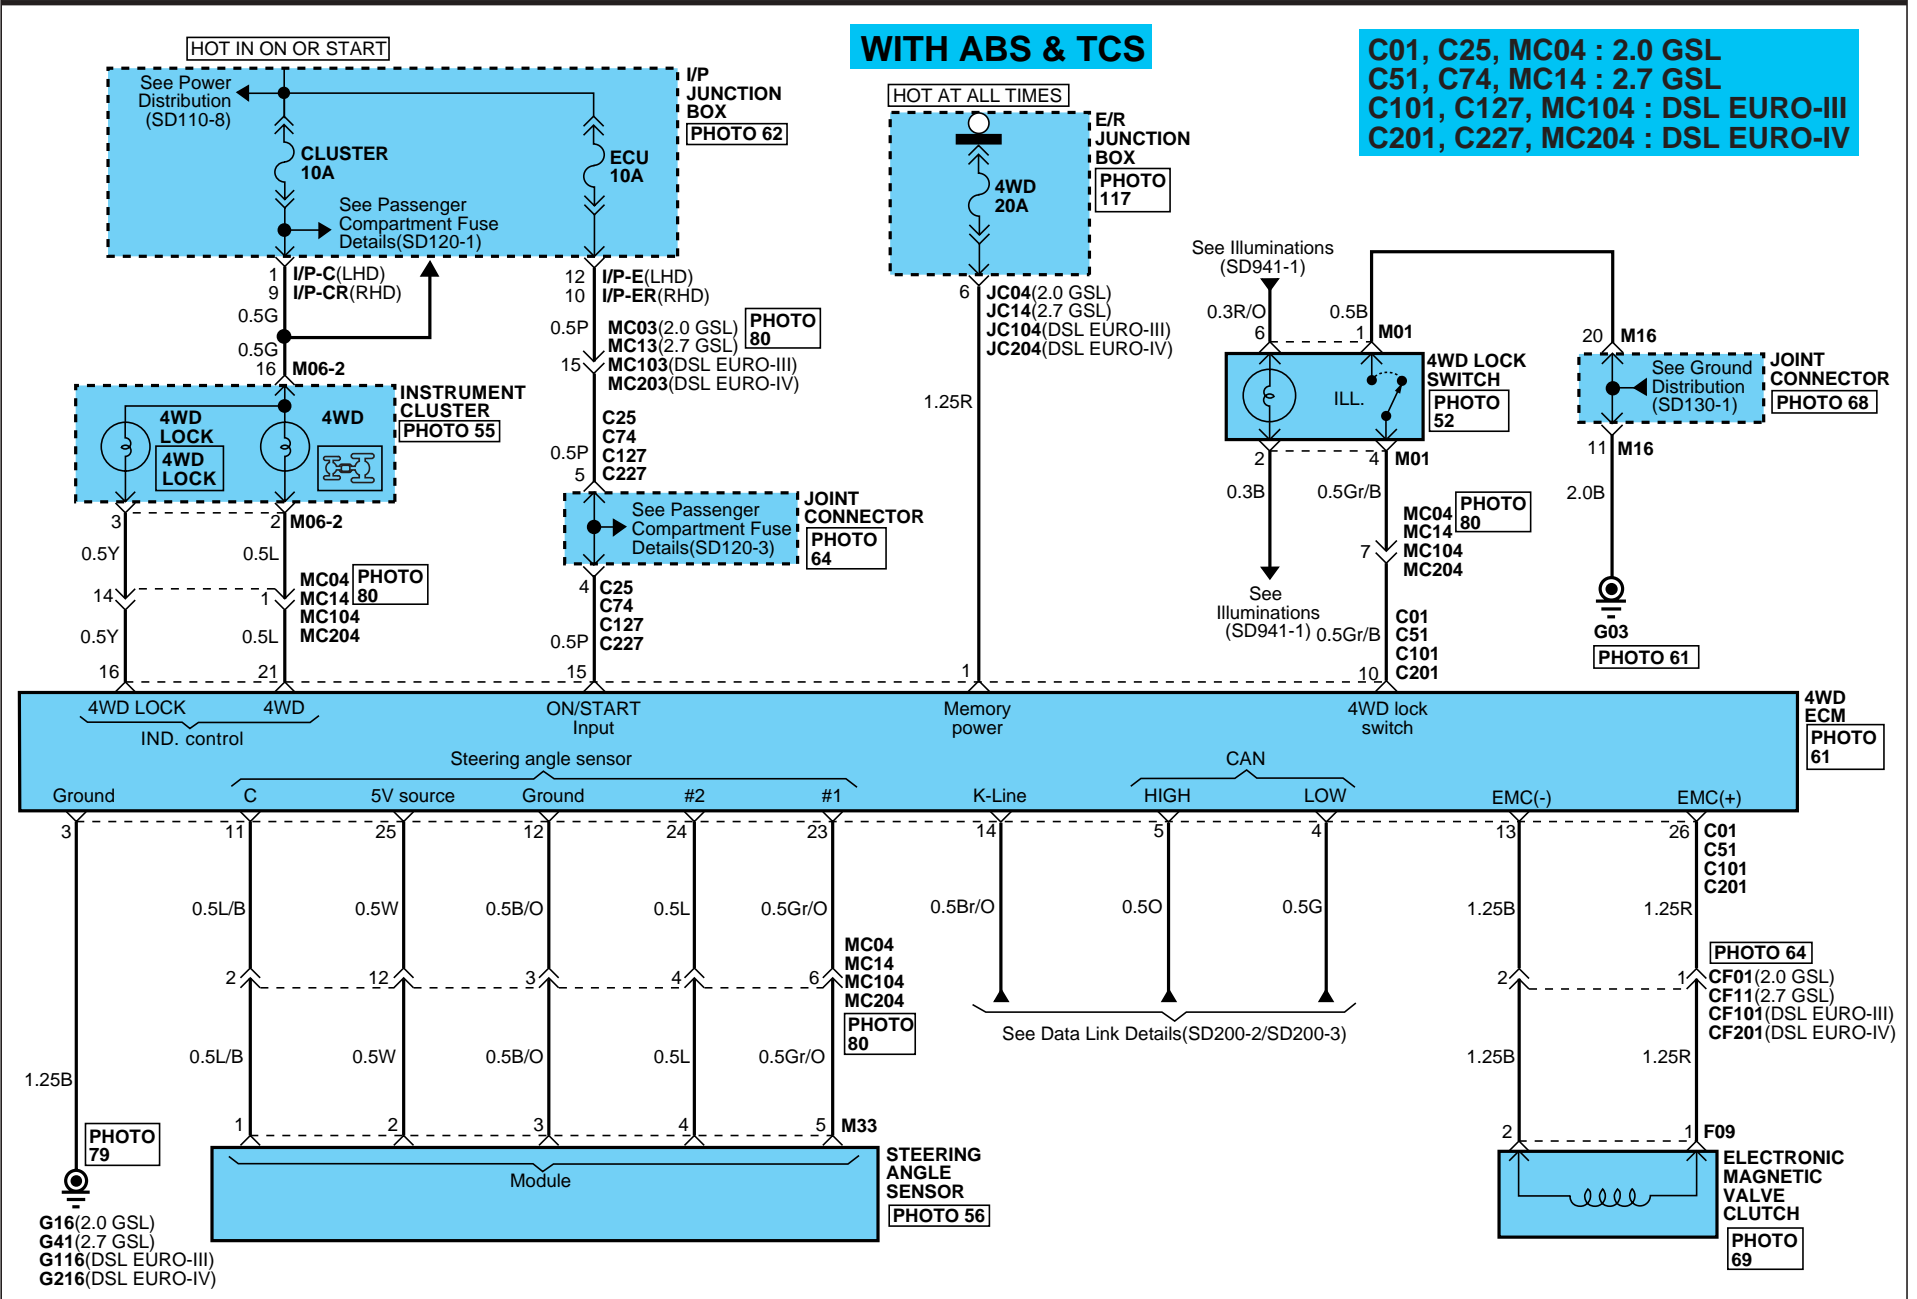 HOT IN ON OR START
WITH ABS & TCS
C01, C25, MC04 : 2.0 GSL
C51, C74, MC14 : 2.7 GSL
C101, C127, MC104 : DSL EURO-III
C201, C227, MC204 : DSL EURO-IV
See Power
Distribution
(SD110-8)
I/P
JUNCTION
BOX
PHOTO 62
CLUSTER
10A
ECU
10A
See Passenger
Compartment Fuse
Details(SD120-1)
HOT AT ALL TIMES
E/R
JUNCTION
BOX
PHOTO
117
4WD
20A
1 I/P-C(LHD)
9 I/P-CR(RHD)
0.5G
0.5G
16 M06-2
12 I/P-E(LHD)
10 I/P-ER(RHD)
0.5P
MC03(2.0 GSL)
MC13(2.7 GSL)
15 MC103(DSL EURO-III)
MC203(DSL EURO-IV)
PHOTO
80
6 JC04(2.0 GSL)
JC14(2.7 GSL)
JC104(DSL EURO-III)
JC204(DSL EURO-IV)
1.25R
See Illuminations
(SD941-1)
0.3R/O
0.5B
6
1 M01
4WD LOCK
SWITCH
PHOTO
52
ILL.
2
4 M01
0.3B
0.5Gr/B
20 M16
See Ground
Distribution
(SD130-1)
JOINT
CONNECTOR
PHOTO 68
11 M16
2.0B
G03
PHOTO 61
MC04
MC14
7 MC104
MC204
PHOTO
80
See
Illuminations
(SD941-1)
0.5Gr/B
C01
C51
C101
10 C201
INSTRUMENT
CLUSTER
PHOTO 55
4WD
LOCK
4WD
LOCK
4WD
3
2 M06-2
0.5Y
0.5L
14
1
MC04
MC14
MC104
MC204
PHOTO
80
0.5Y
0.5L
16
21
C25
C74
C127
C227
0.5P
5
See Passenger
Compartment Fuse
Details(SD120-3)
JOINT
CONNECTOR
PHOTO
64
4 C25
C74
C127
C227
0.5P
15
1
4WD LOCK
4WD
IND. control
ON/START
Input
Memory
power
4WD lock
switch
4WD
ECM
PHOTO
61
Steering angle sensor
CAN
Ground
C
5V source
Ground
#2
#1
K-Line
HIGH
LOW
EMC(-)
EMC(+)
3
11
25
12
24
23
14
5
4
13
26 C01
C51
C101
C201
0.5L/B
0.5W
0.5B/O
0.5L
0.5Gr/O
0.5Br/O
0.5O
0.5G
1.25B
1.25R
2
12
3
4
6
MC04
MC14
MC104
MC204
PHOTO
80
See Data Link Details(SD200-2/SD200-3)
2
1
PHOTO 64
CF01(2.0 GSL)
CF11(2.7 GSL)
CF101(DSL EURO-III)
CF201(DSL EURO-IV)
0.5L/B
0.5W
0.5B/O
0.5L
0.5Gr/O
1.25B
1.25R
1.25B
PHOTO
79
G16(2.0 GSL)
G41(2.7 GSL)
G116(DSL EURO-III)
G216(DSL EURO-IV)
1
2
3
4
5 M33
Module
STEERING
ANGLE
SENSOR
PHOTO 56
2
1 F09
ELECTRONIC
MAGNETIC
VALVE
CLUTCH
PHOTO
69